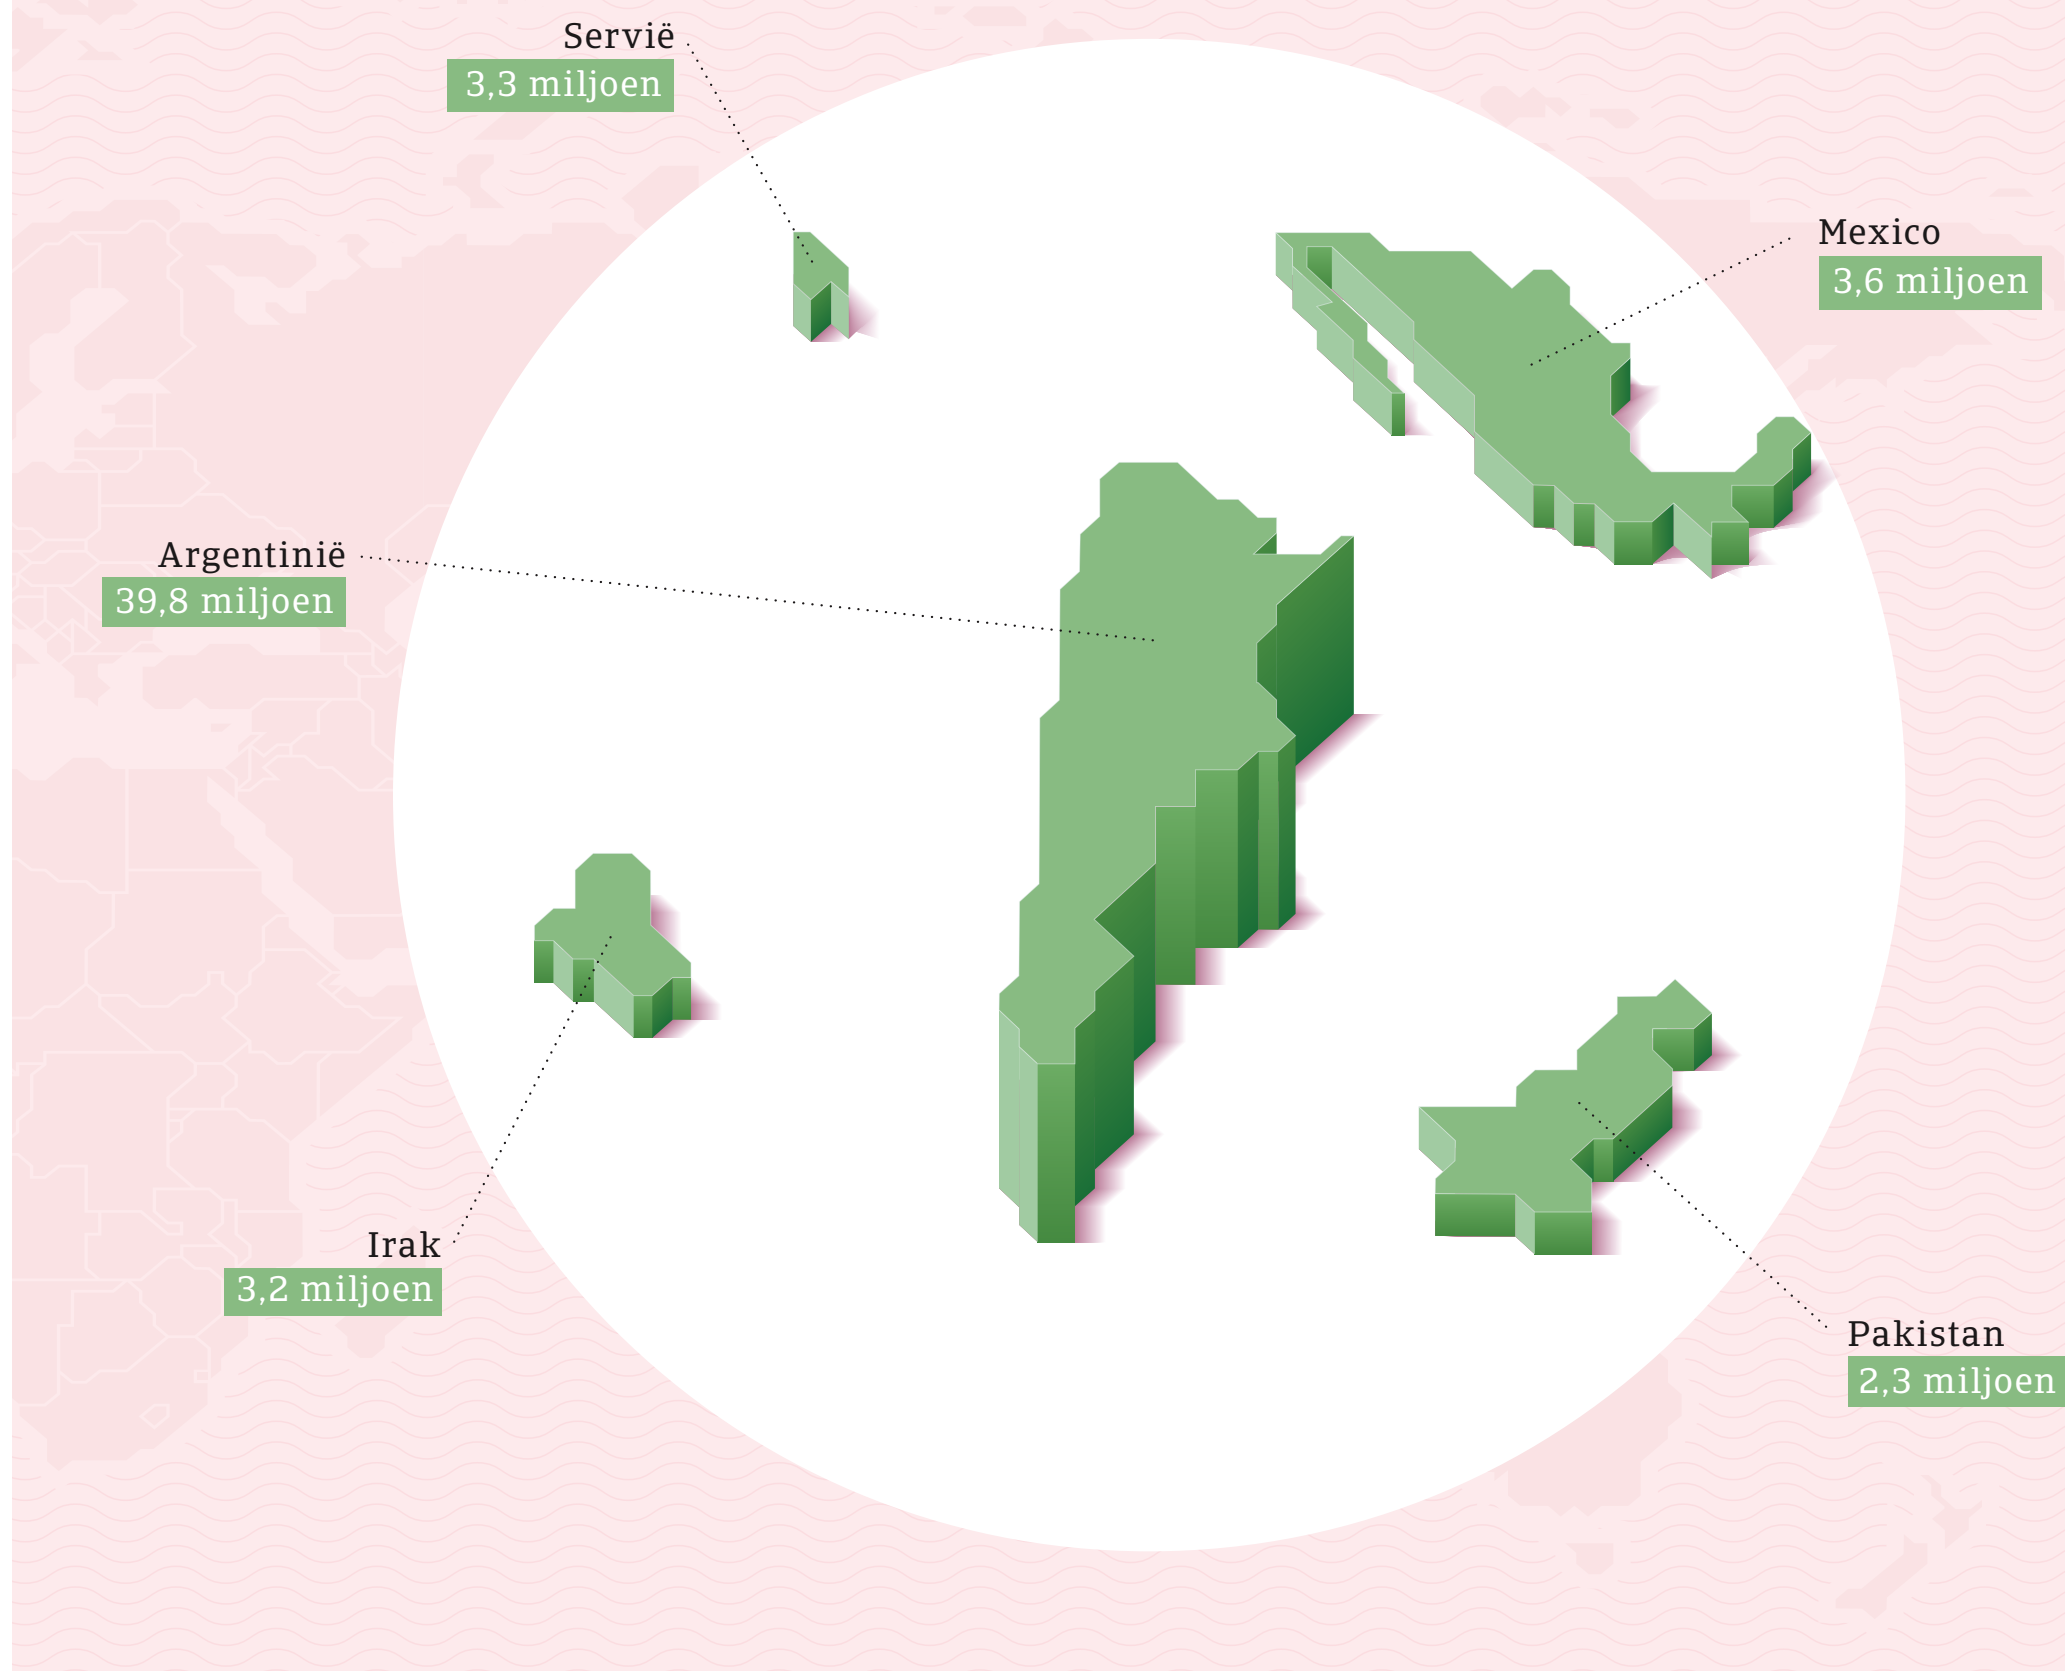 Servië
3,3 miljoen
Mexico
3,6 miljoen
Argentinië
39,8 miljoen
Irak
3,2 miljoen
Pakistan
2,3 miljoen